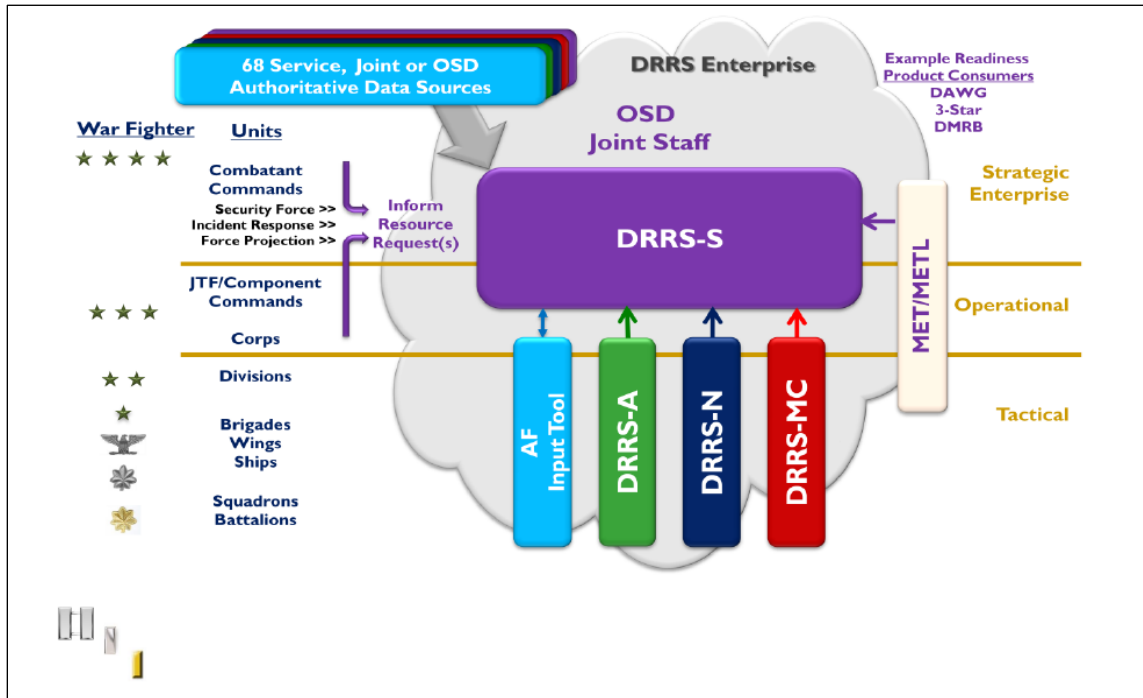 68 Service, Joint or OSD
Authoritative Data Sources
DRRS Enterprise
Example Readiness
Product Consumers
DAWG
3-Star
DMRB
OSD
Joint Staff
War Fighter
Units
Combatant
Commands
Security Force >>
Incident Response >>
Force Projection >>
Inform
Resource
Request(s)
DRRS-S
MET/METL
Strategic
Enterprise
JTF/Component
Commands
Corps
Operational
Divisions
Brigades
Wings
Ships
Squadrons
Battalions
AF
Input Tool
DRRS-A
DRRS-N
DRRS-MC
Tactical